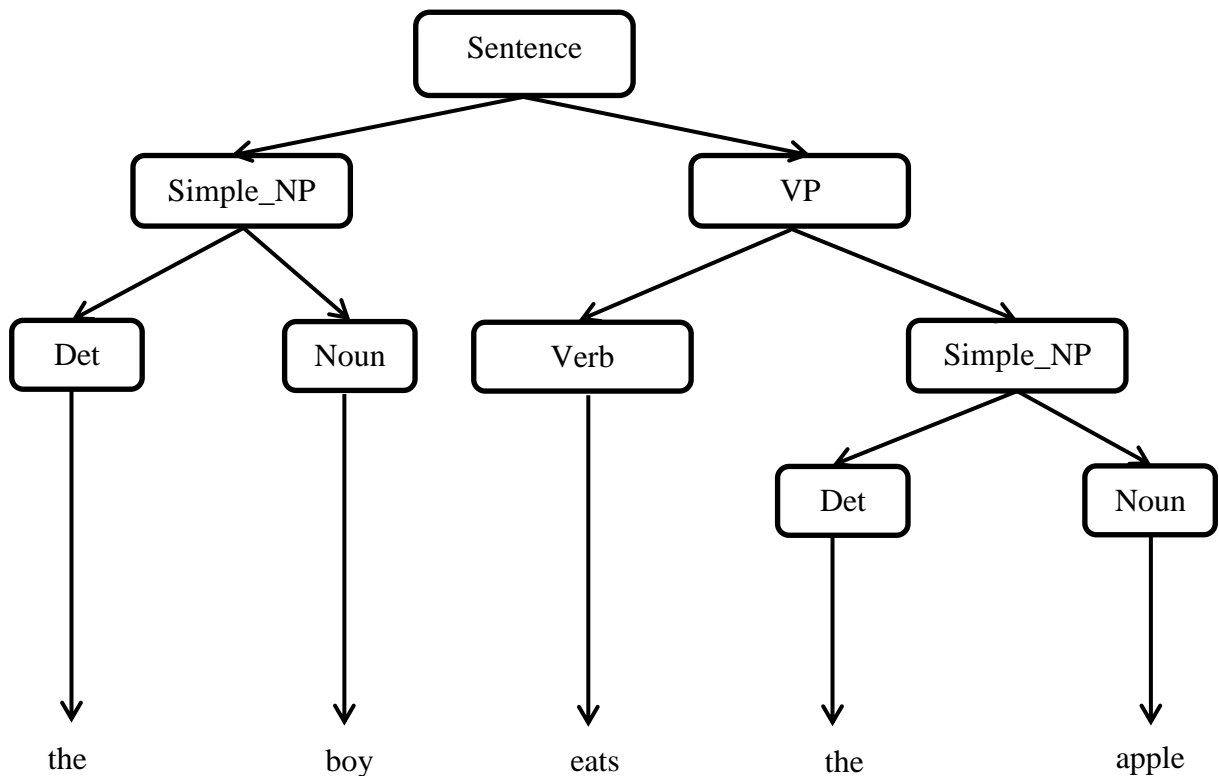 Sentence
Simple_NP VP
Det Noun Verb Simple_NP
Det Noun
the boy eats the apple